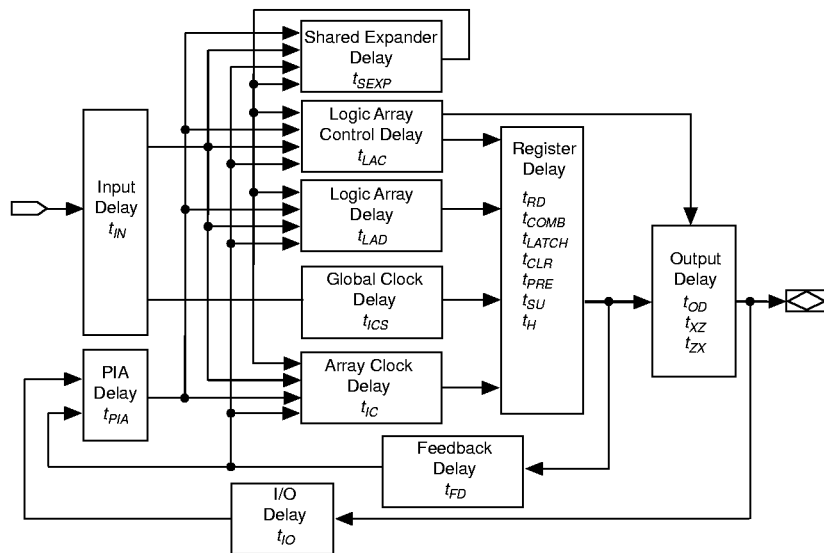 Shared Expander
Delay
tSEXP
Logic Array
Control Delay
tLAC
Input
Delay
tIN
Logic Array
Delay
tLAD
Global Clock
Delay
tICS
Register
Delay
tRD
tCOMB
tLATCH
tCLR
tPRE
tSU
tH
Output
Delay
tOD
tXZ
tZX
PIA
Delay
tPIA
Array Clock
Delay
tIC
Feedback
Delay
tFD
I/O
Delay
tIO